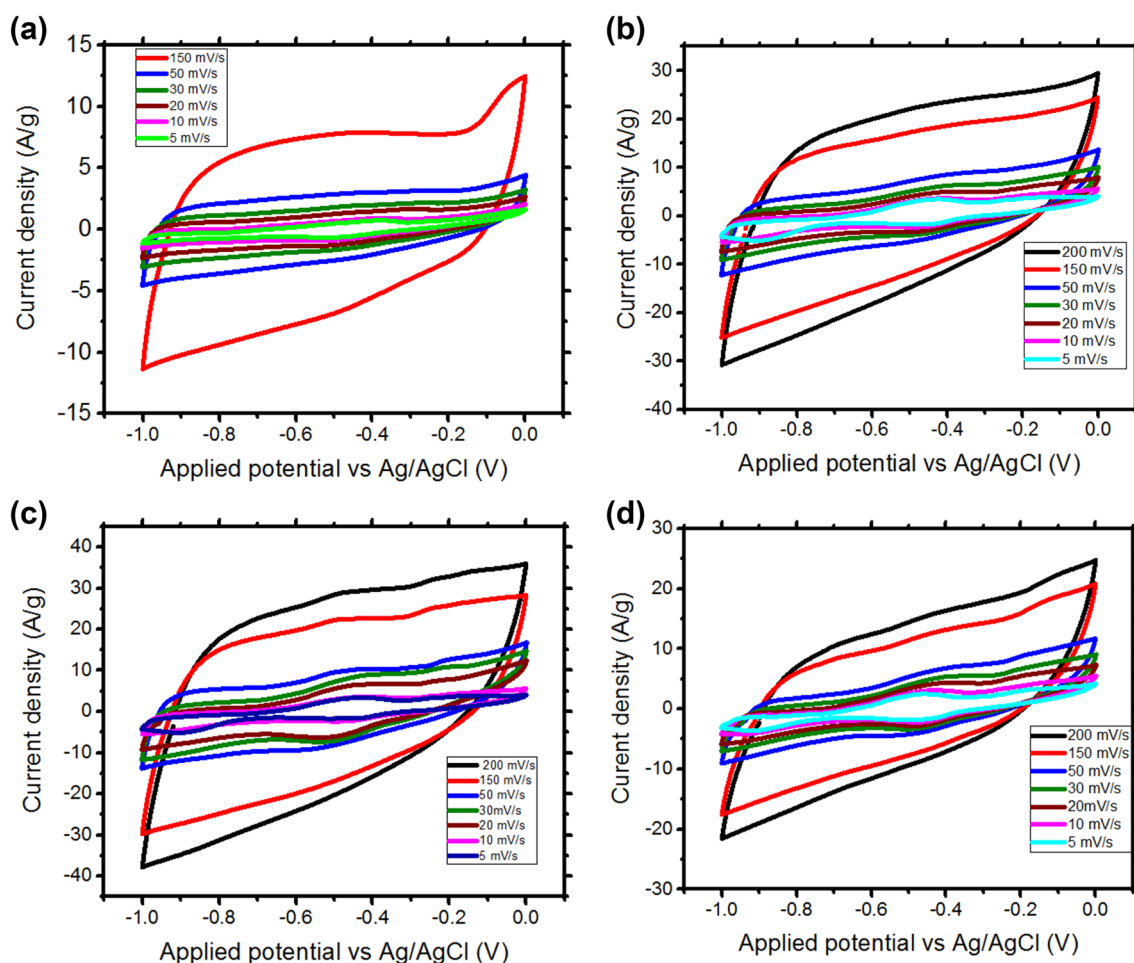 (a)
15
10
5
0
-5
-10
-15
Current density (A/g)
150 mV/s
50 mV/s
30 mV/s
20 mV/s
10 mV/s
5 mV/s
-1.0 -0.8 -0.6 -0.4 -0.2 0.0
Applied potential vs Ag/AgCl (V)
(b)
30
20
10
0
-10
-20
-30
-40
Current density (A/g)
200 mV/s
150 mV/s
50 mV/s
30 mV/s
20 mV/s
10 mV/s
5 mV/s
-1.0 -0.8 -0.6 -0.4 -0.2 0.0
Applied potential vs Ag/AgCl (V)
(c)
40
30
20
10
0
-10
-20
-30
-40
Current density (A/g)
200 mV/s
150 mV/s
50 mV/s
30mV/s
20 mV/s
10 mV/s
5 mV/s
-1.0 -0.8 -0.6 -0.4 -0.2 0.0
Applied potential vs Ag/AgCl (V)
(d)
30
20
10
0
-10
-20
-30
Current density (A/g)
200 mV/s
150 mV/s
50 mV/s
30 mV/s
20mV/s
10 mV/s
5 mV/s
-1.0 -0.8 -0.6 -0.4 -0.2 0.0
Applied potential vs Ag/AgCl (V)